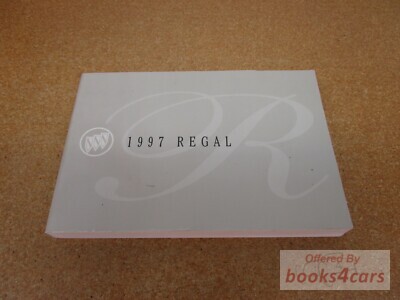 1997 REGAL
R
Offered By
books4cars